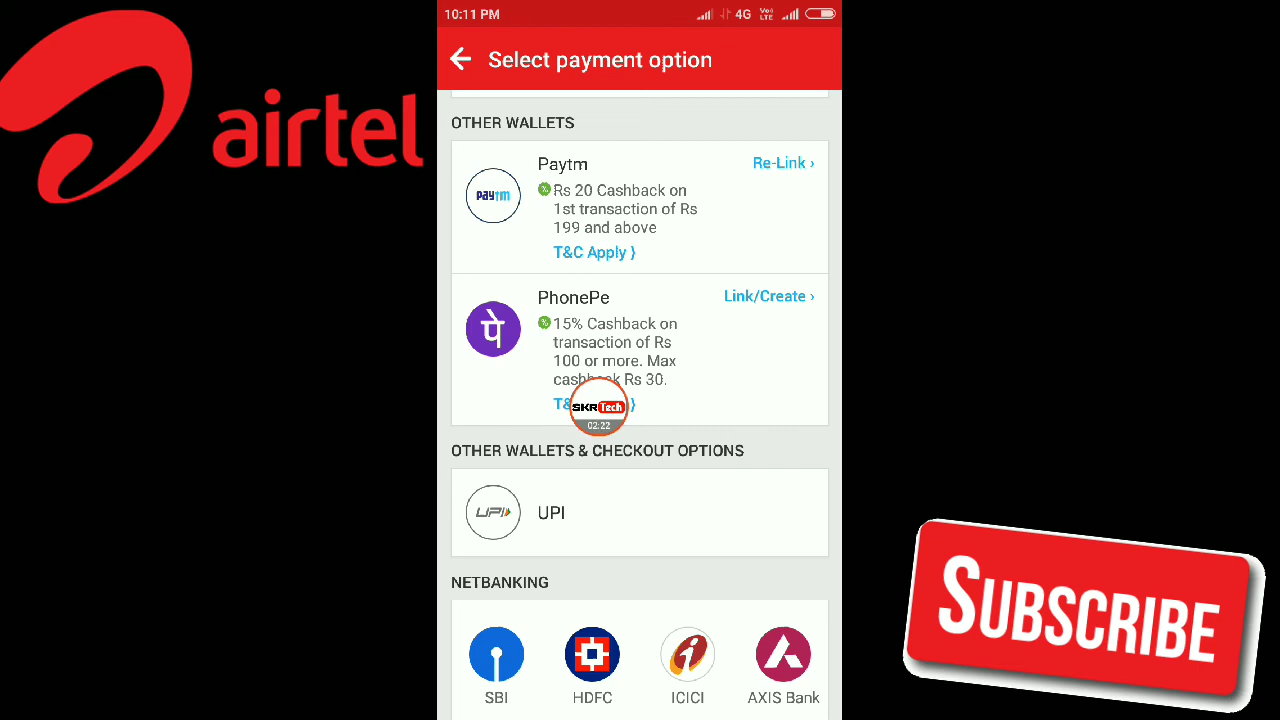 10:11 PM
4G
Vo))
LTE
Select payment option
airtel
OTHER WALLETS
Paytm
Re-Link ›
paytm
Rs 20 Cashback on
1st transaction of Rs
199 and above
T&C Apply ⟩
PhonePe
Link/Create ›
पे
15% Cashback on
transaction of Rs
100 or more. Max
Rs 30.
SKR Tech
02:22
OTHER WALLETS & CHECKOUT OPTIONS
UPI
UPI
NETBANKING
SBI
HDFC
ICICI
AXIS Bank
SUBSCRIBE